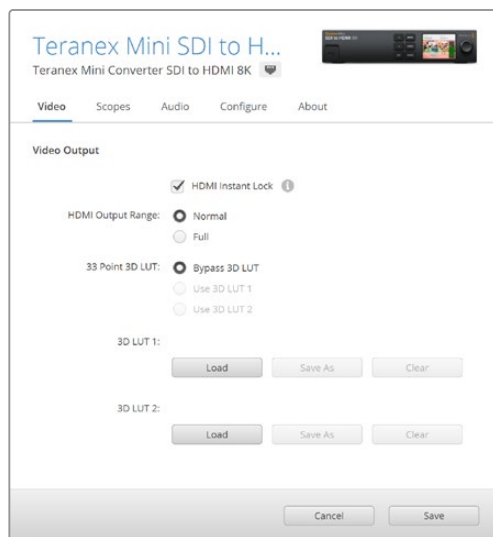 Teranex Mini SDI to H...
Teranex Mini Converter SDI to HDMI 8K
Video Scopes Audio Configure About
Video Output
HDMI Instant Lock
HDMI Output Range: Normal
Full
33 Point 3D LUT: Bypass 3D LUT
Use 3D LUT 1
Use 3D LUT 2
3D LUT 1:
Load Save As Clear
3D LUT 2:
Load Save As Clear
Cancel Save